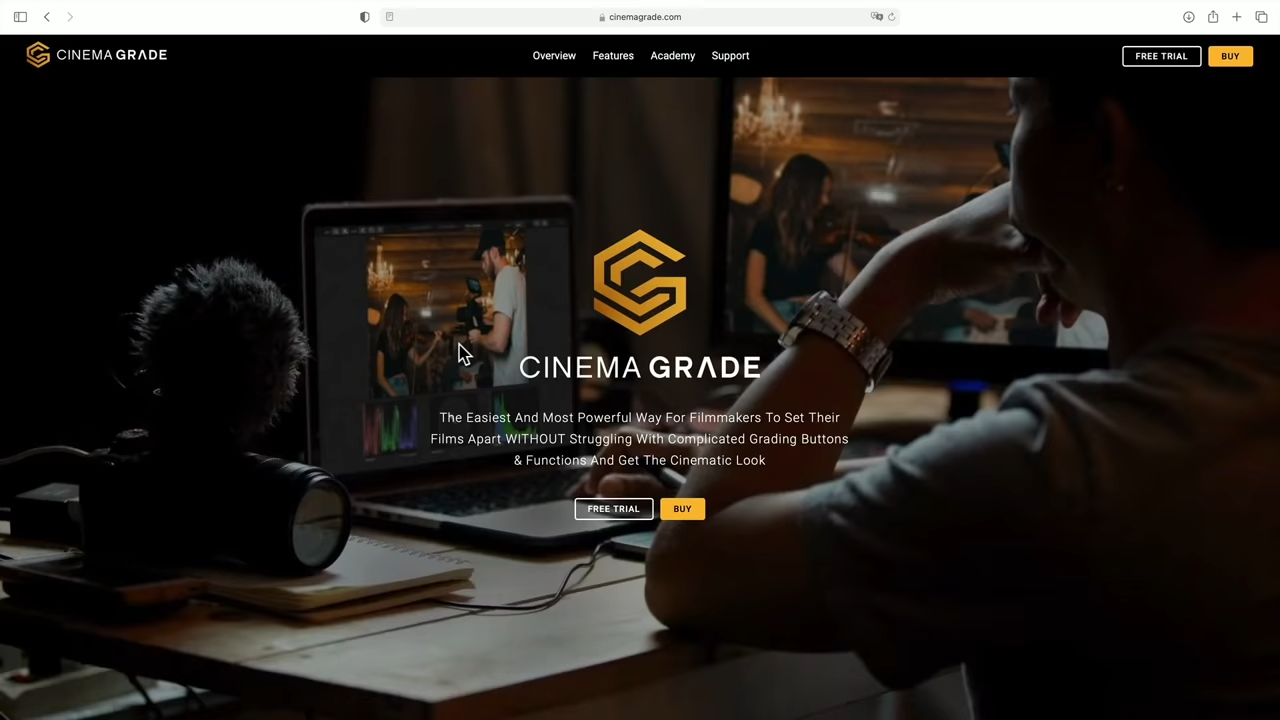 cinemagrade.com
CINEMA GRADE
Overview Features Academy Support
FREE TRIAL BUY
CINEMA GRADE
The Easiest And Most Powerful Way For Filmmakers To Set Their
Films Apart WITHOUT Struggling With Complicated Grading Buttons
& Functions And Get The Cinematic Look
FREE TRIAL BUY